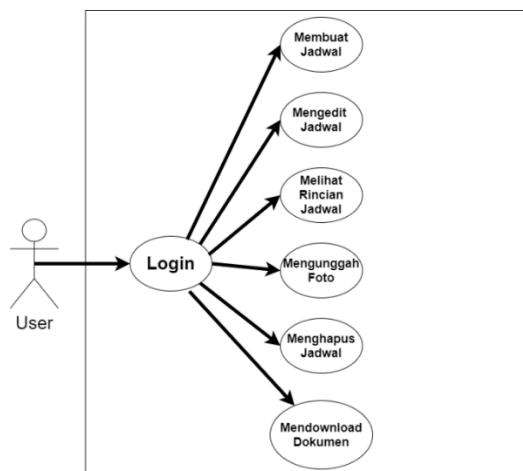 Membuat
Jadwal
Mengedit
Jadwal
Melihat
Rincian
Jadwal
Login
Mengunggah
Foto
User
Menghapus
Jadwal
Mendownload
Dokumen